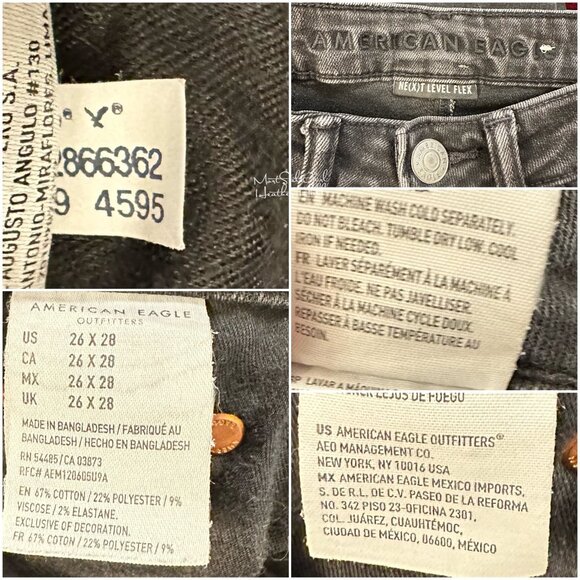 S.A.
AUGUSTO ANGULO #130
ANTONIO-MIRAFLORES
2866362
9 4595
AMERICAN EAGLE
NE(X)T LEVEL FLEX
EN MACHINE WASH COLD SEPARATELY.
DO NOT BLEACH. TUMBLE DRY LOW. COOL
IRON IF NEEDED.
FR LAVER SÉPARÉMENT À LA MACHINE À
L'EAU FROIDE. NE PAS JAVELLISER.
SÉCHER À LA MACHINE CYCLE DOUX.
REPASSER À BASSE TEMPÉRATURE AU
BESOIN.
AMERICAN EAGLE
OUTFITTERS
US 26 X 28
CA 26 X 28
MX 26 X 28
UK 26 X 28
MADE IN BANGLADESH / FABRIQUÉ AU
BANGLADESH / HECHO EN BANGLADESH
RN 54485/CA 03873
RFC# AEM120605U9A
EN 67% COTTON / 22% POLYESTER / 9%
VISCOSE / 2% ELASTANE.
EXCLUSIVE OF DECORATION.
FR 67% COTON / 22% POLYESTER / 9%
LEJOS DE FUEGO
US AMERICAN EAGLE OUTFITTERS®
AEO MANAGEMENT CO.
NEW YORK, NY 10016 USA
MX AMERICAN EAGLE MEXICO IMPORTS,
S. DE R.L. DE C.V. PASEO DE LA REFORMA
NO. 342 PISO 23-OFICINA 2301,
COL. JUÁREZ, CUAUHTÉMOC,
CIUDAD DE MÉXICO, 06600, MÉXICO